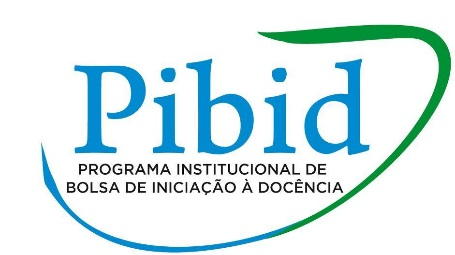 Pibid
PROGRAMA INSTITUCIONAL DE
BOLSA DE INICIAÇÃO À DOCÊNCIA